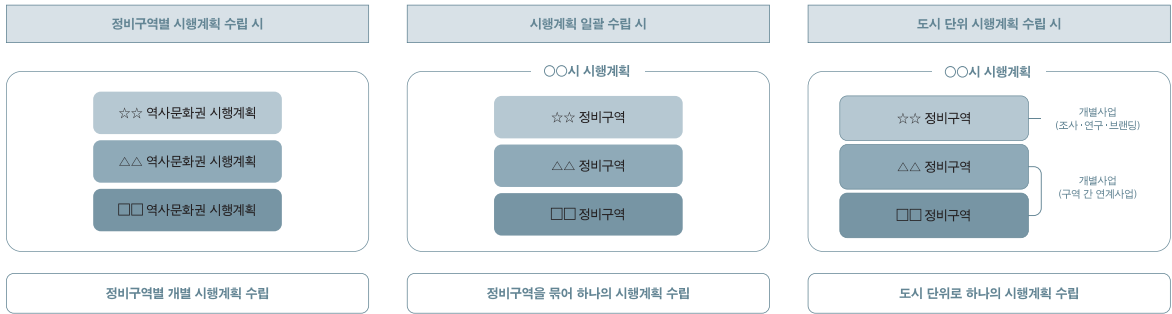 정비구역별 시행계획 수립 시
☆☆ 역사문화권 시행계획
△△ 역사문화권 시행계획
□□ 역사문화권 시행계획
정비구역별 개별 시행계획 수립
시행계획 일괄 수립 시
○○시 시행계획
☆☆ 정비구역
△△ 정비구역
□□ 정비구역
정비구역을 묶어 하나의 시행계획 수립
도시 단위 시행계획 수립 시
○○시 시행계획
☆☆ 정비구역
개별사업
(조사·연구·브랜딩)
△△ 정비구역
□□ 정비구역
개별사업
(구역 간 연계사업)
도시 단위로 하나의 시행계획 수립